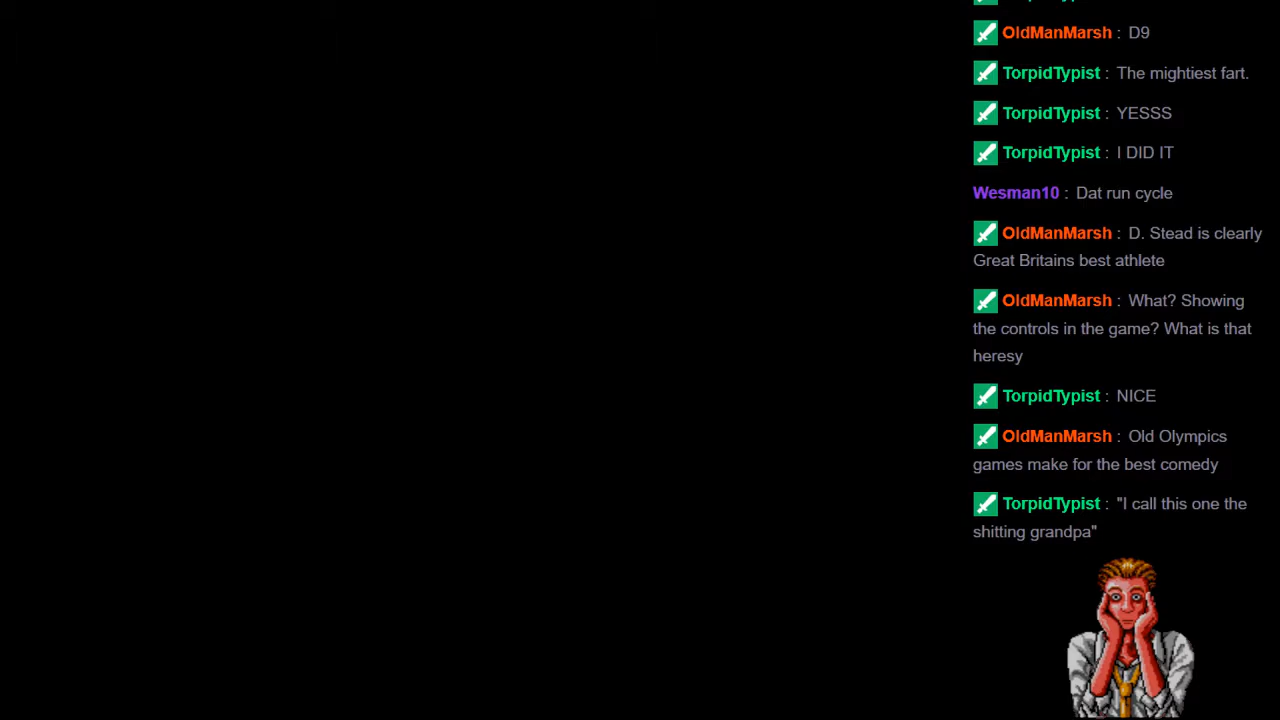 OldManMarsh : D9
TorpidTypist : The mightiest fart.
TorpidTypist : YESSS
TorpidTypist : I DID IT
Wesman10 : Dat run cycle
OldManMarsh : D. Stead is clearly
Great Britains best athlete
OldManMarsh : What? Showing
the controls in the game? What is that
heresy
TorpidTypist : NICE
OldManMarsh : Old Olympics
games make for the best comedy
TorpidTypist : "I call this one the
shitting grandpa"